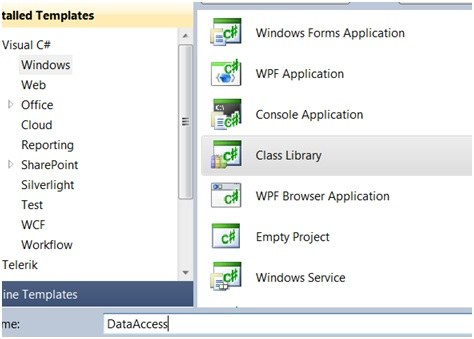 talled Templates
Visual C#
Windows
Web
Office
Cloud
Reporting
SharePoint
Silverlight
Test
WCF
Workflow
Telerik
ine Templates
Windows Forms Application
WPF Application
Console Application
Class Library
WPF Browser Application
Empty Project
Windows Service
me: DataAccess